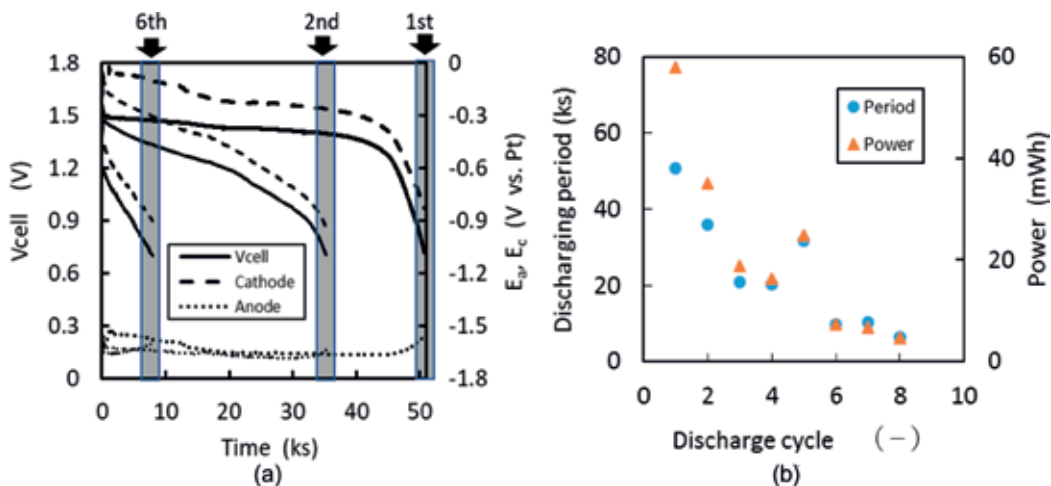 6th 2nd 1st
1.8
1.5
1.2
0.9
0.6
0.3
0
Vcell (V)
Vcell
Cathode
Anode
0
-0.3
-0.6
-0.9
-1.2
-1.5
-1.8
Ea, Ec (V vs. Pt)
0 10 20 30 40 50
Time (ks)
(a)
80
60
40
20
0
Discharging period (ks)
Period
Power
60
40
20
0
Power (mWh)
0 2 4 6 8 10
Discharge cycle (－)
(b)